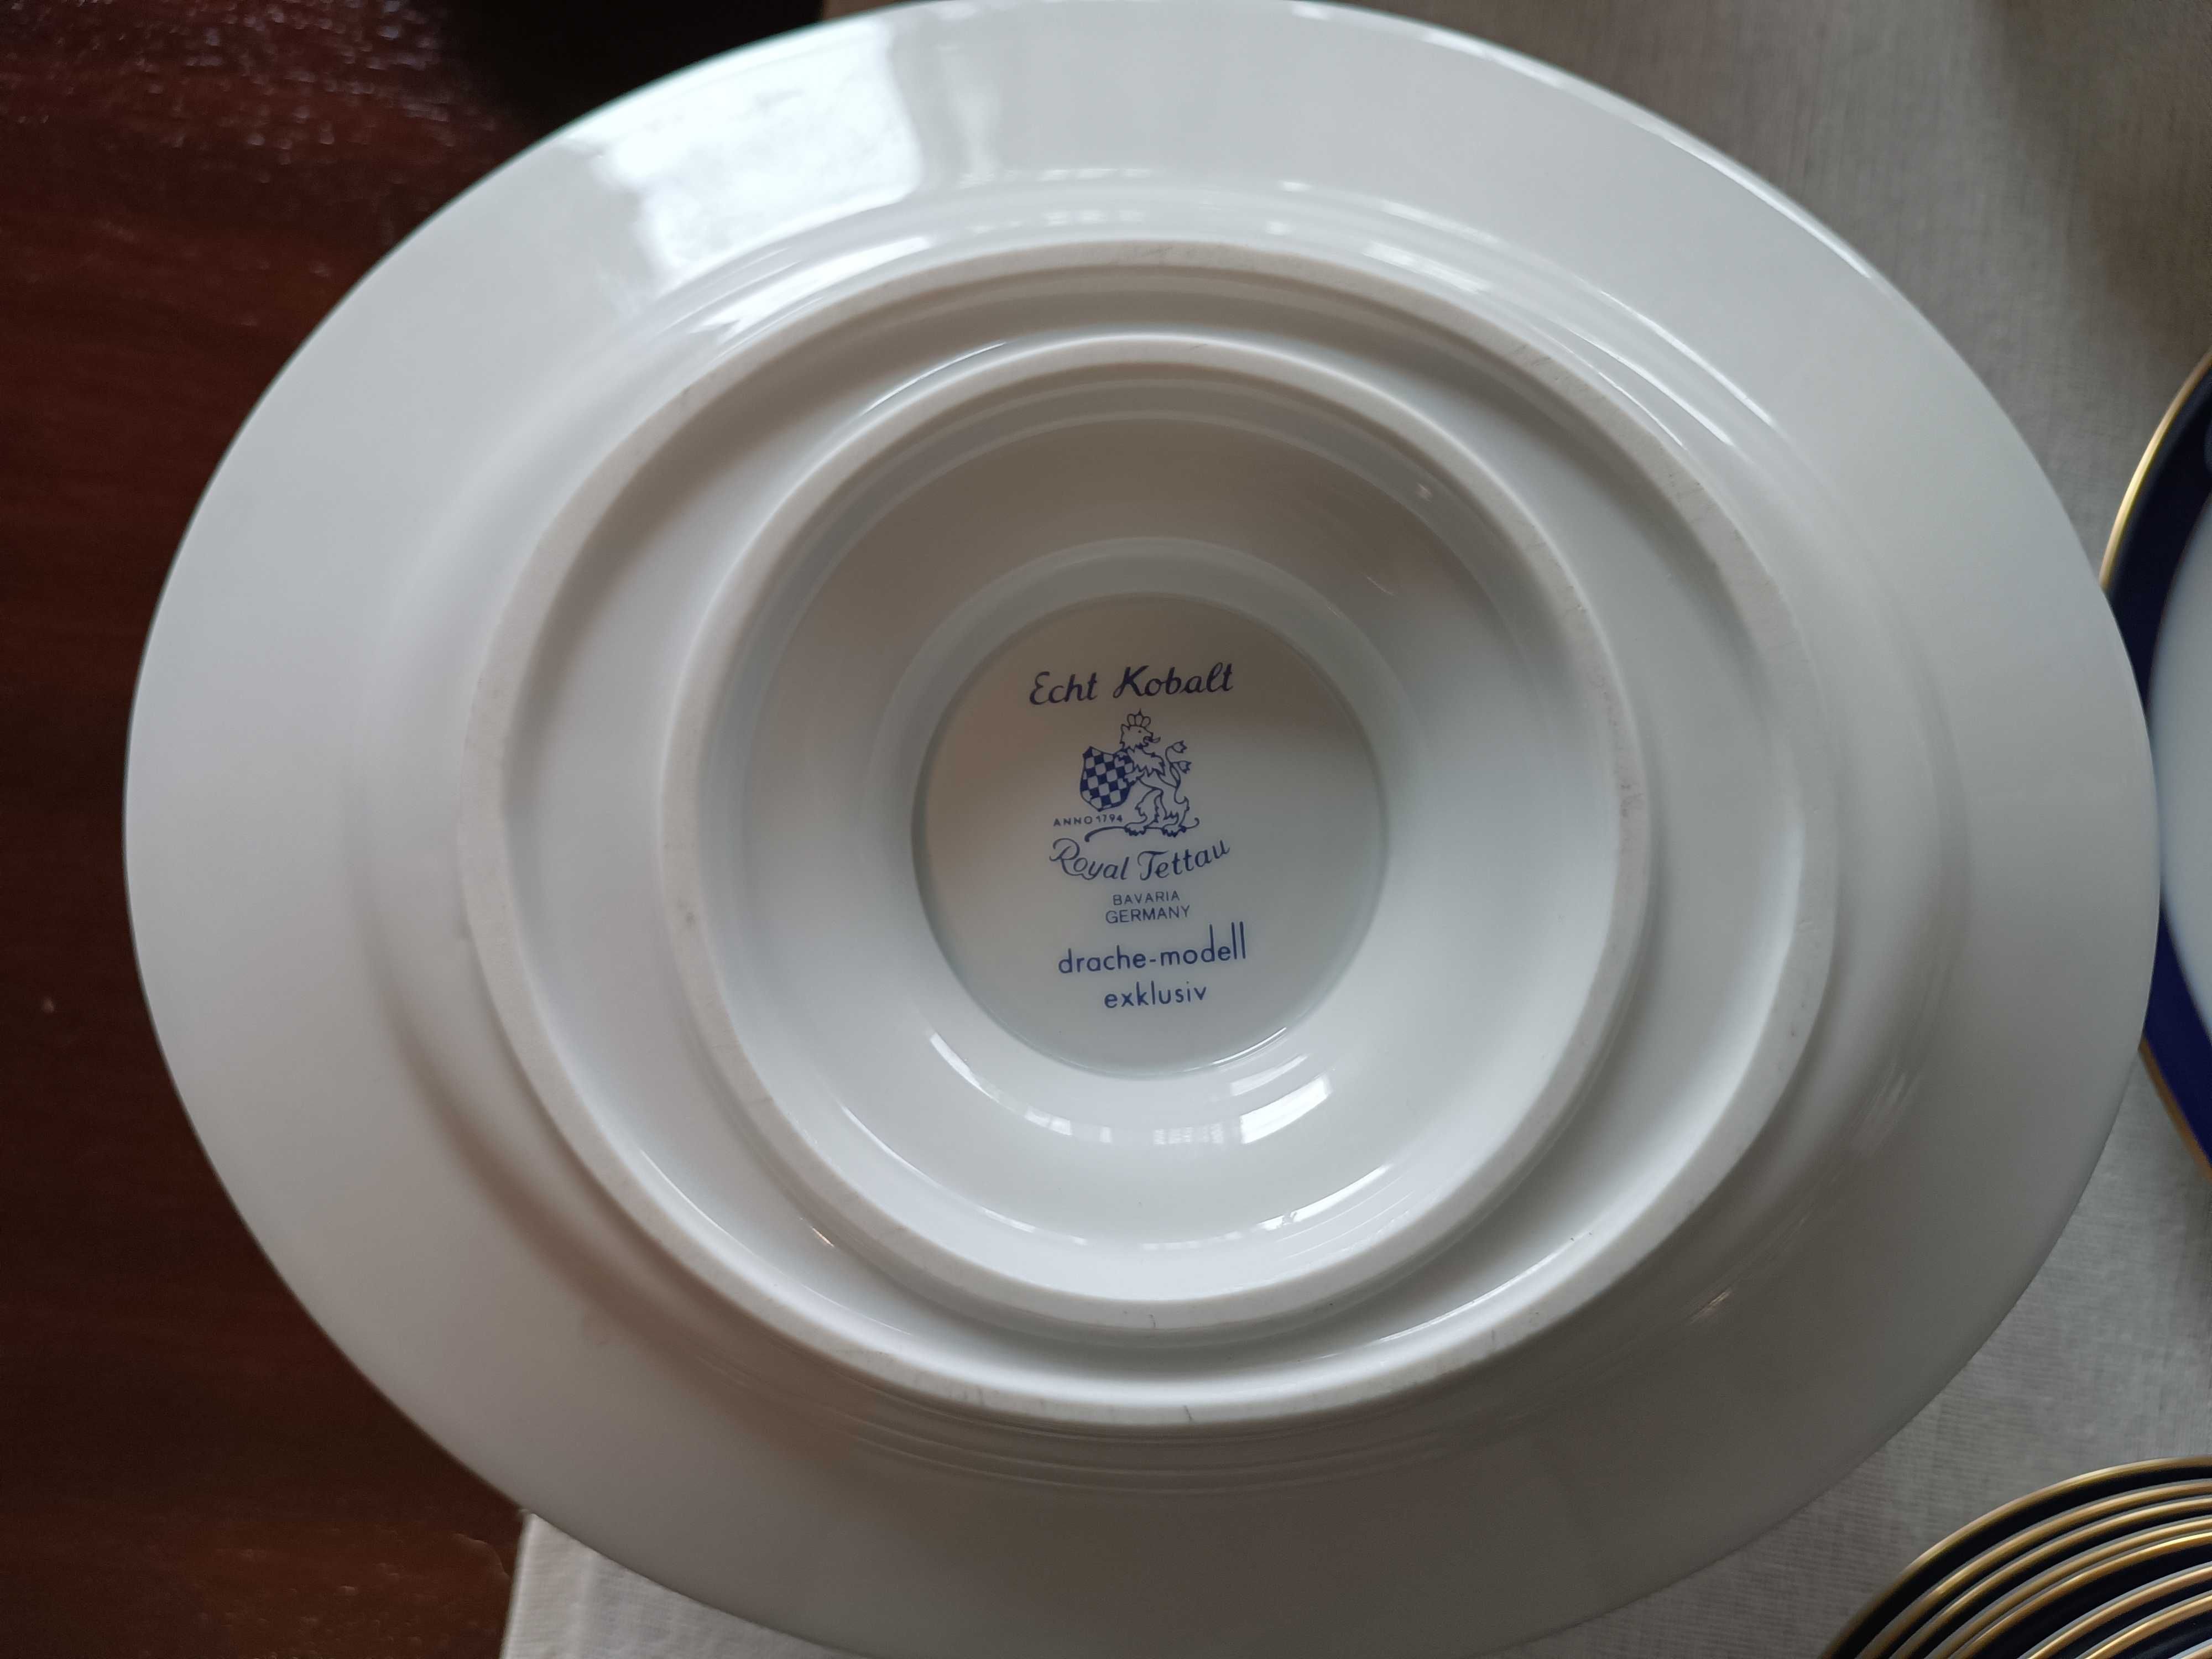 Echt Kobalt
ANNO 1794
Royal Tettau
BAVARIA
GERMANY
drache-modell
exklusiv